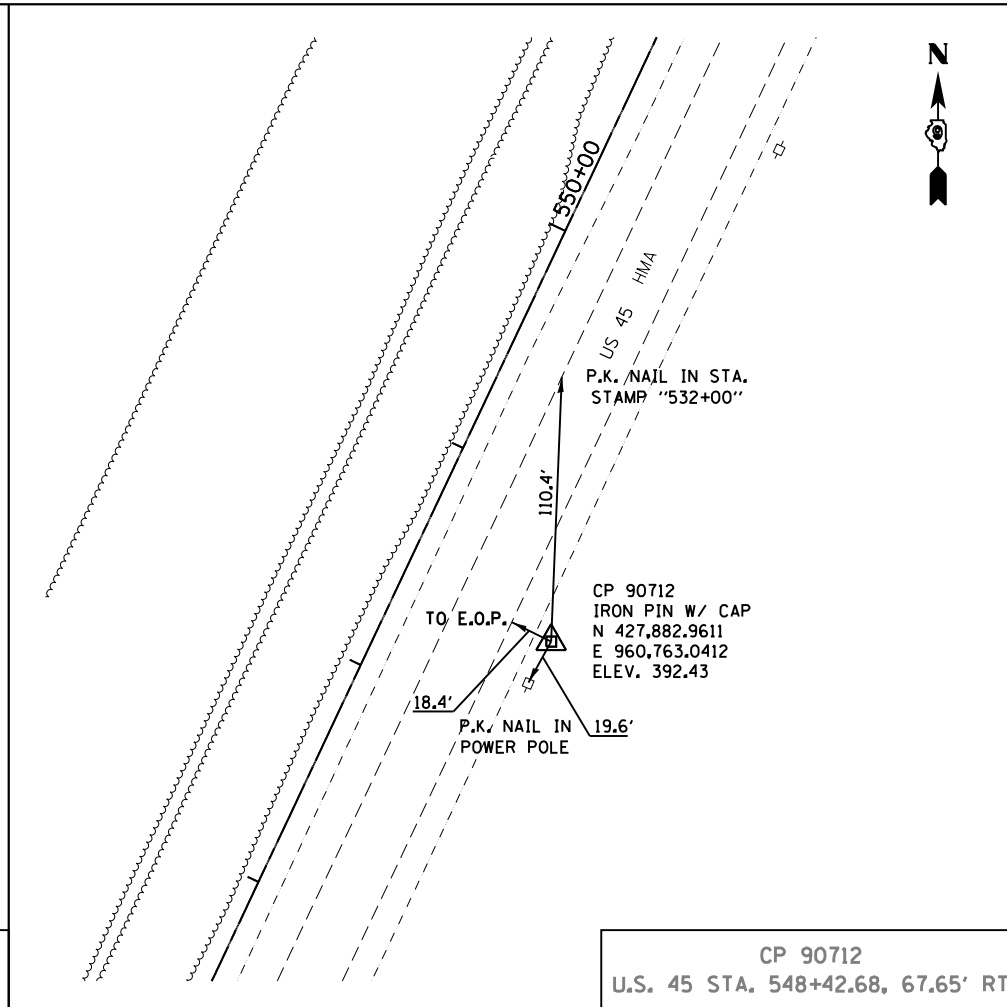 N
550+00
US 45 HMA
P.K. NAIL IN STA.
STAMP "532+00"
110.4'
CP 90712
IRON PIN W/ CAP
N 427,882.9611
E 960,763.0412
ELEV. 392.43
TO E.O.P.
18.4'
P.K. NAIL IN
POWER POLE
19.6'
CP 90712
U.S. 45 STA. 548+42.68, 67.65' RT